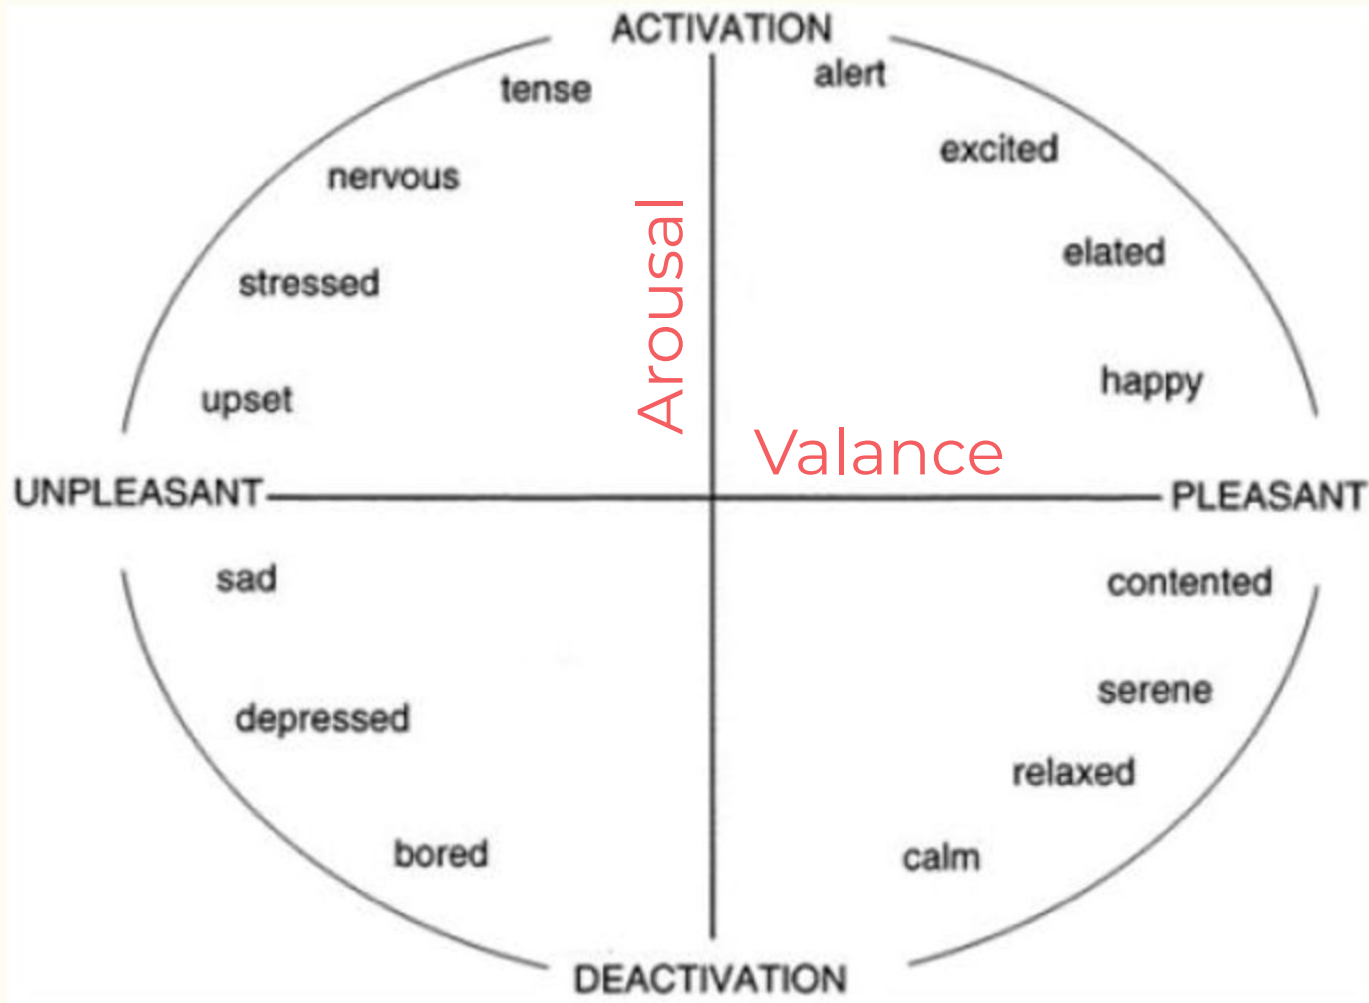 ACTIVATION
tense
alert
nervous
excited
stressed
elated
upset
happy
Arousal
Valance
UNPLEASANT
PLEASANT
sad
contented
depressed
serene
relaxed
bored
calm
DEACTIVATION